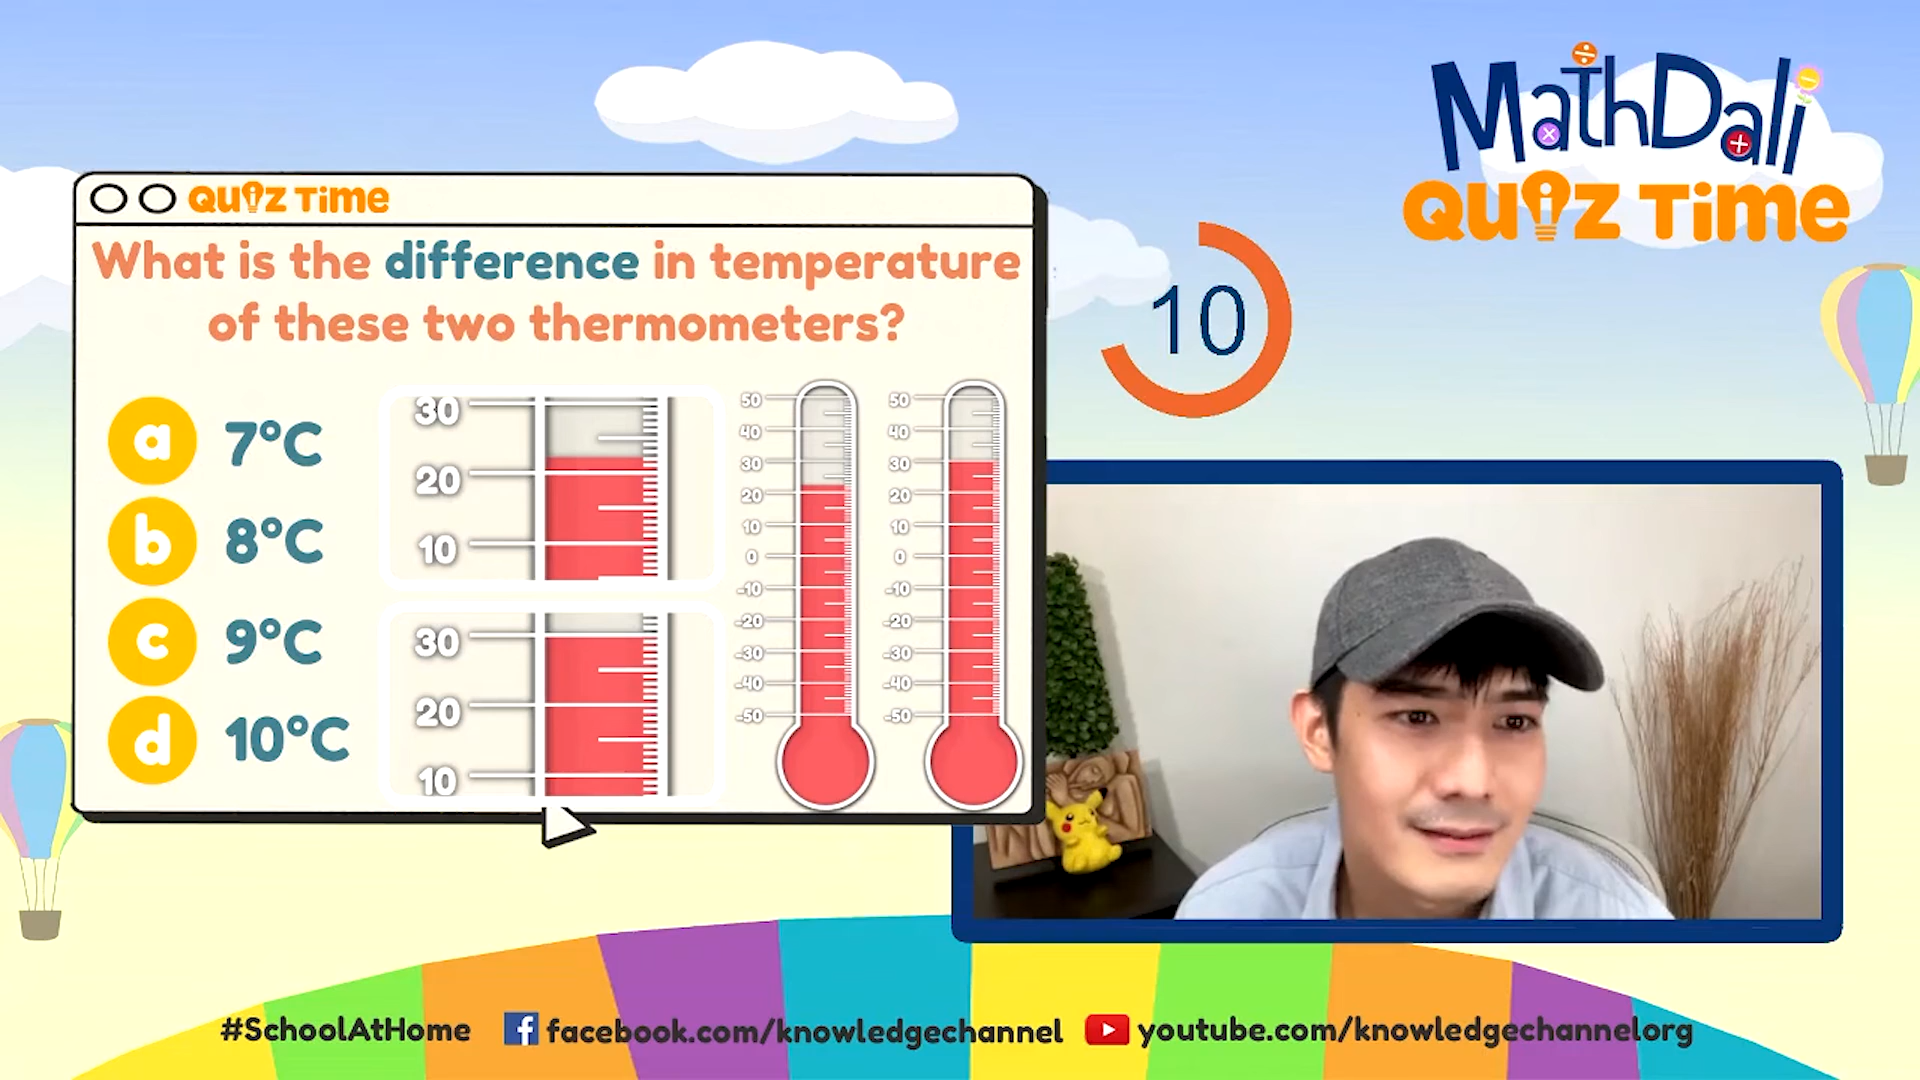 MathDali
Quiz Time
Quiz Time
What is the difference in temperature
of these two thermometers?
a 7°C
b 8°C
c 9°C
d 10°C
30
20
10
30
20
10
50
40
30
20
10
0
-10
-20
-30
-40
-50
50
40
30
20
10
0
-10
-20
-30
-40
-50
10
#SchoolAtHome facebook.com/knowledgechannel youtube.com/knowledgechannelorg